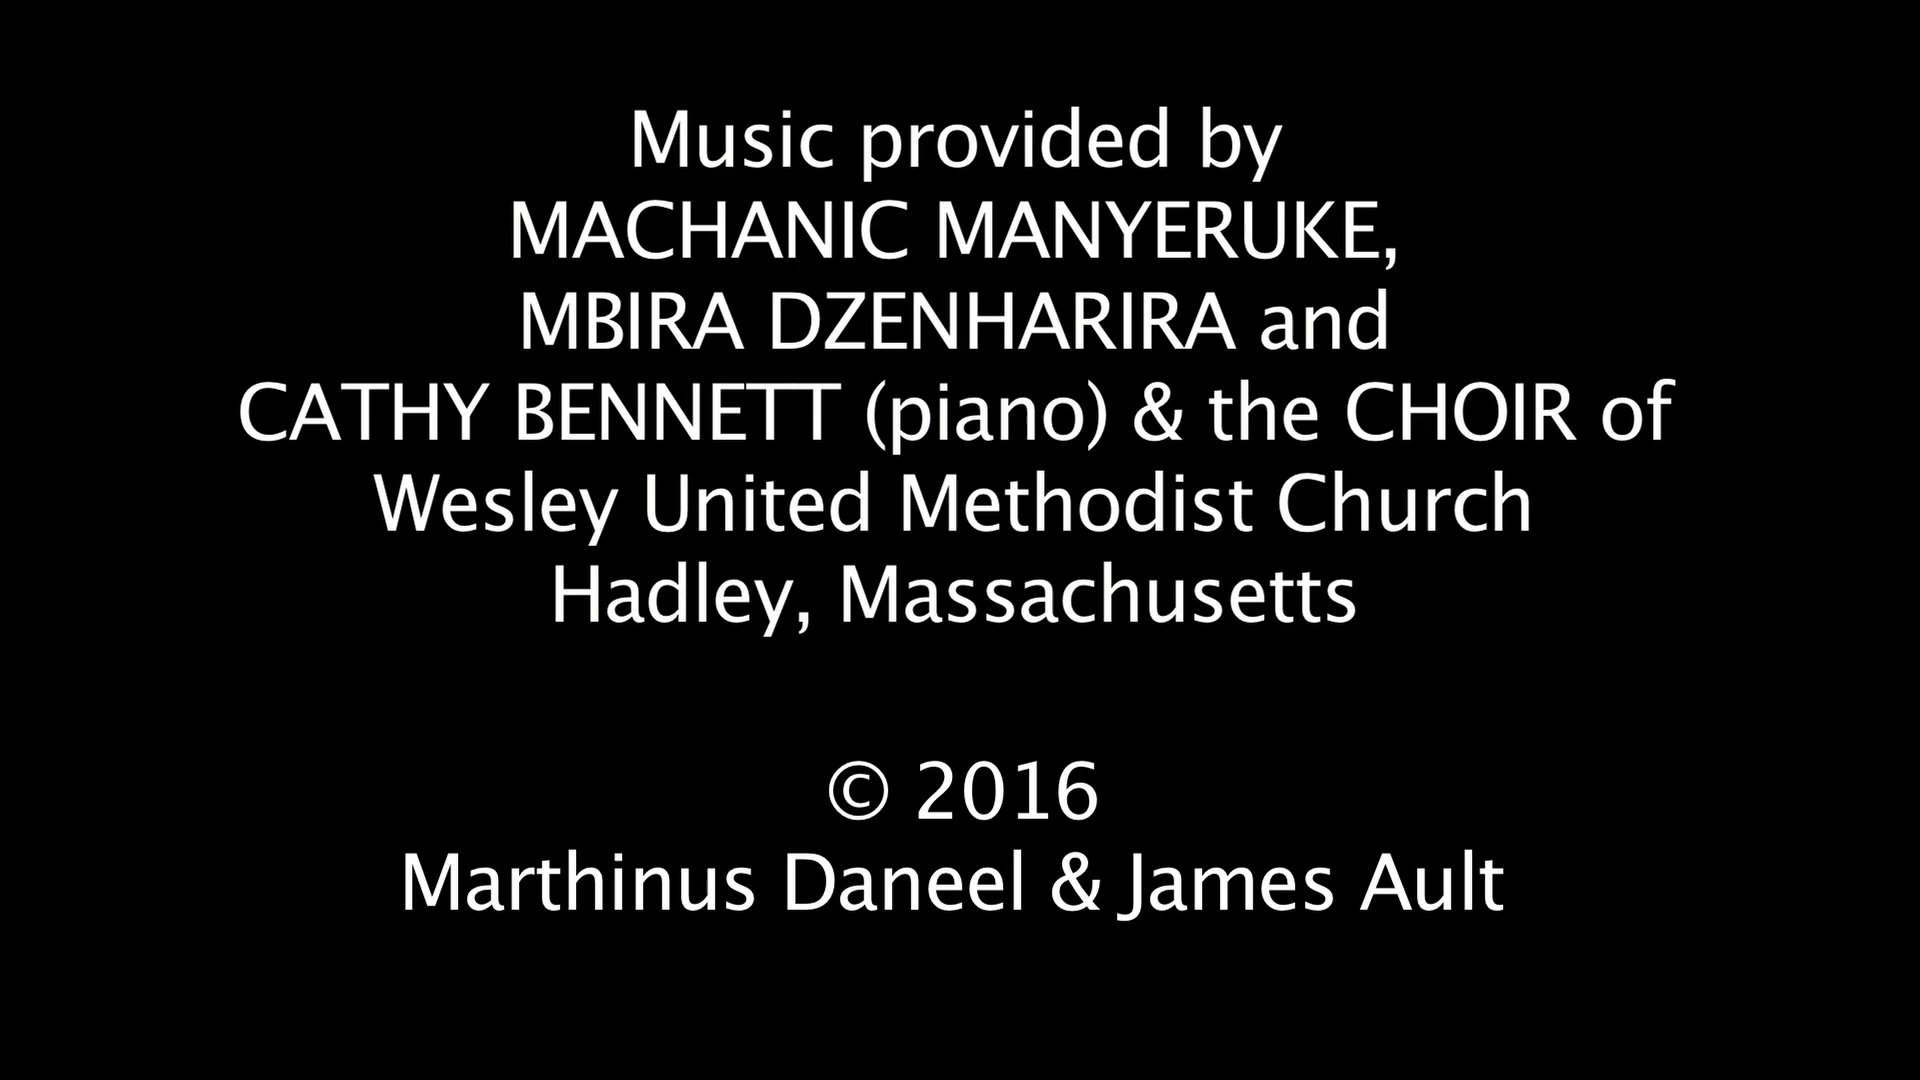 Music provided by
MACHANIC MANYERUKE,
MBIRA DZENHARIRA and
CATHY BENNETT (piano) & the CHOIR of
Wesley United Methodist Church
Hadley, Massachusetts
© 2016
Marthinus Daneel & James Ault